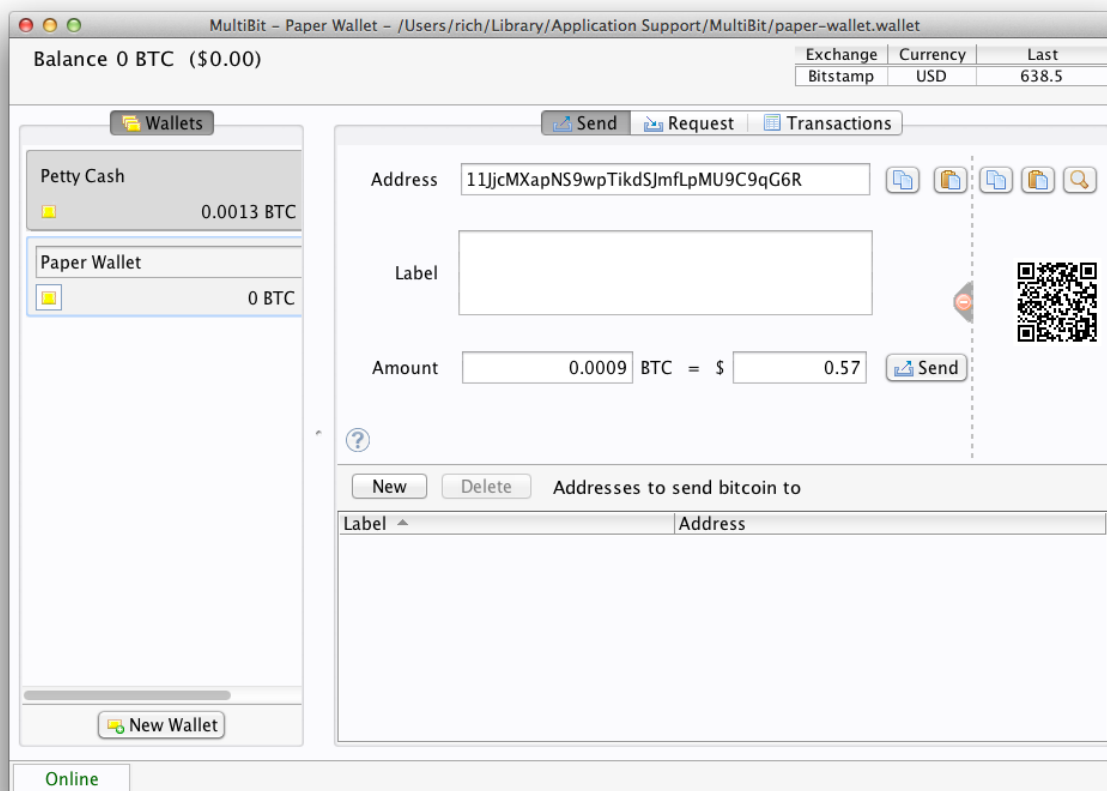 MultiBit - Paper Wallet - /Users/rich/Library/Application Support/MultiBit/paper-wallet.wallet
Balance 0 BTC ($0.00)
Exchange Currency Last
Bitstamp USD 638.5
Wallets
Send Request Transactions
Petty Cash
0.0013 BTC
Paper Wallet
0 BTC
New Wallet
Address 11JjcMXapNS9wpTikdSJmfLpMU9C9qG6R
Label
Amount 0.0009 BTC = $ 0.57 Send
?
New Delete Addresses to send bitcoin to
Label Address
Online